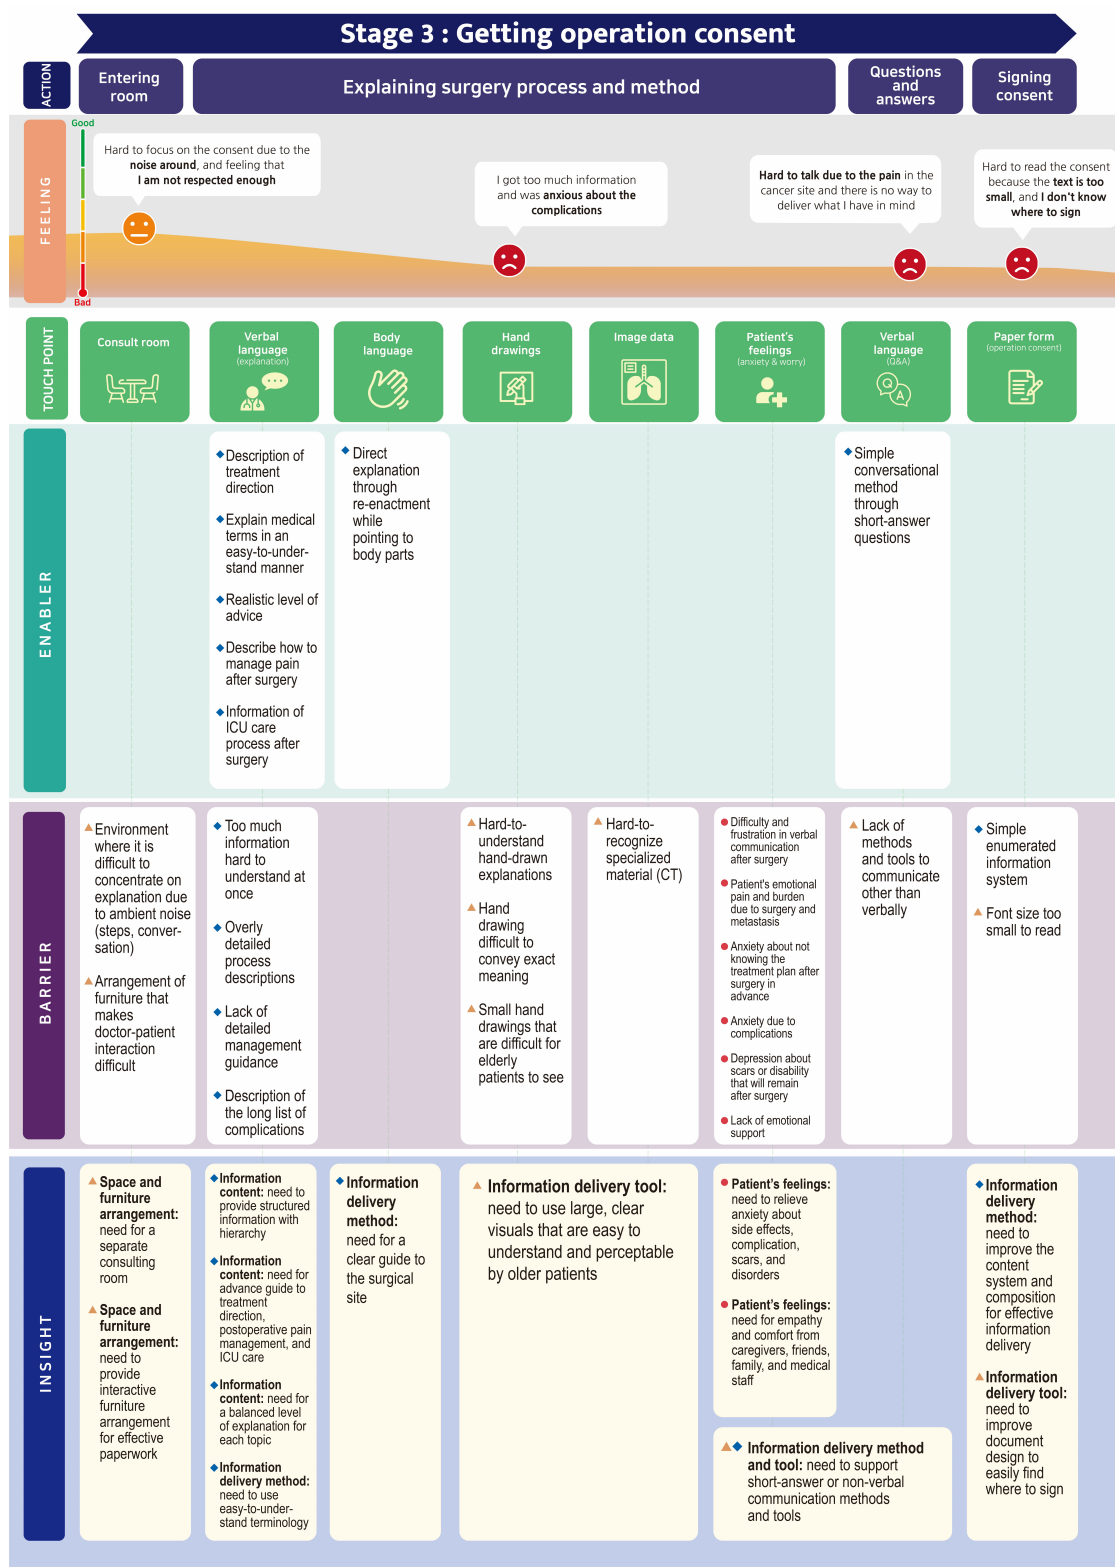 Stage 3 : Getting operation consent
ACTION
Entering
room
Explaining surgery process and method
Questions
and
answers
Signing
consent
FEELING
Good
Bad
Hard to focus on the consent due to the
noise around, and feeling that
I am not respected enough
I got too much information
and was anxious about the
complications
Hard to talk due to the pain in the
cancer site and there is no way to
deliver what I have in mind
Hard to read the consent
because the text is too
small, and I don't know
where to sign
TOUCH POINT
Consult room
Verbal
language
(explanation)
Body
language
Hand
drawings
Image data
Patient's
feelings
(anxiety & worry)
Verbal
language
(Q&A)
Q
A
Paper form
(operation consent)
ENABLER
Description of
treatment
direction
Explain medical
terms in an
easy-to-under-
stand manner
Realistic level of
advice
Describe how to
manage pain
after surgery
Information of
ICU care
process after
surgery
Direct
explanation
through
re-enactment
while
pointing to
body parts
Simple
conversational
method
through
short-answer
questions
BARRIER
Environment
where it is
difficult to
concentrate on
explanation due
to ambient noise
(steps, conver-
sation)
Arrangement of
furniture that
makes
doctor-patient
interaction
difficult
Too much
information
hard to
understand at
once
Overly
detailed
process
descriptions
Lack of
detailed
management
guidance
Description of
the long list of
complications
Hard-to-
understand
hand-drawn
explanations
Hand
drawing
difficult to
convey exact
meaning
Small hand
drawings that
are difficult for
elderly
patients to see
Hard-to-
recognize
specialized
material (CT)
Difficulty and
frustration in verbal
communication
after surgery
Patient's emotional
pain and burden
due to surgery and
metastasis
Anxiety about not
knowing the
treatment plan after
surgery in
advance
Anxiety due to
complications
Depression about
scars or disability
that will remain
after surgery
Lack of emotional
support
Lack of
methods
and tools to
communicate
other than
verbally
Simple
enumerated
information
system
Font size too
small to read
INSIGHT
Space and
furniture
arrangement:
need for a
separate
consulting
room
Space and
furniture
arrangement:
need to
provide
interactive
furniture
arrangement
for effective
paperwork
Information
content: need to
provide structured
information with
hierarchy
Information
content: need for
advance guide to
treatment
direction,
postoperative pain
management, and
ICU care
Information
content: need for
a balanced level
of explanation for
each topic
Information
delivery method:
need to use
easy-to-under-
stand terminology
Information
delivery
method:
need for a
clear guide to
the surgical
site
Information delivery tool:
need to use large, clear
visuals that are easy to
understand and perceptable
by older patients
Patient's feelings:
need to relieve
anxiety about
side effects,
complication,
scars, and
disorders
Patient's feelings:
need for empathy
and comfort from
caregivers, friends,
family, and medical
staff
Information delivery method
and tool: need to support
short-answer or non-verbal
communication methods
and tools
Information
delivery
method:
need to
improve the
content
system and
composition
for effective
information
delivery
Information
delivery tool:
need to
improve
document
design to
easily find
where to sign